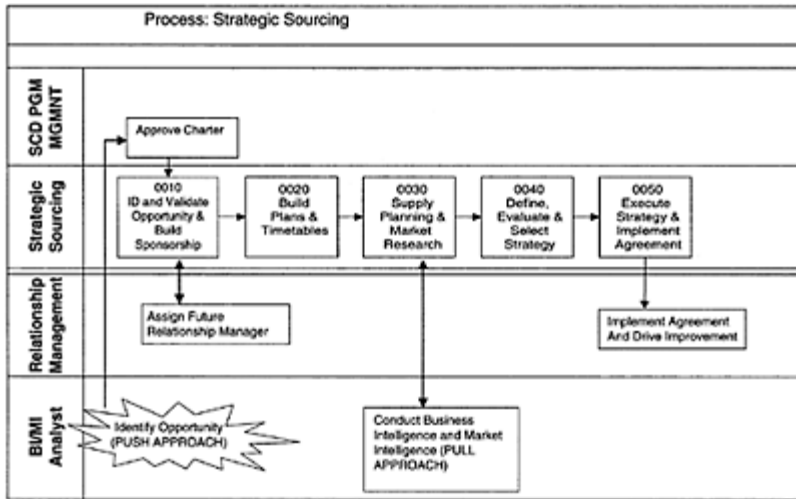 Process: Strategic Sourcing
SCD PGM
MGMNT
Approve Charter
Strategic
Sourcing
0010
ID and Validate
Opportunity &
Build
Sponsorship
0020
Build
Plans &
Timetables
0030
Supply
Planning &
Market
Research
0040
Define,
Evaluate &
Select
Strategy
0050
Execute
Strategy &
Implement
Agreement
Relationship
Management
Assign Future
Relationship Manager
Implement Agreement
And Drive Improvement
BI/MI
Analyst
Identify Opportunity
(PUSH APPROACH)
Conduct Business
Intelligence and Market
Intelligence (PULL
APPROACH)